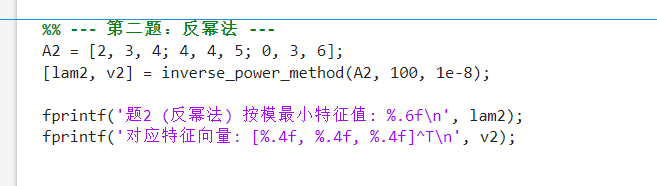 %% --- 第二题：反幂法 ---
A2 = [2, 3, 4; 4, 4, 5; 0, 3, 6];
[lam2, v2] = inverse_power_method(A2, 100, 1e-8);
fprintf('题2 (反幂法) 按模最小特征值: %.6f\n', lam2);
fprintf('对应特征向量: [%.4f, %.4f, %.4f]^T\n', v2);